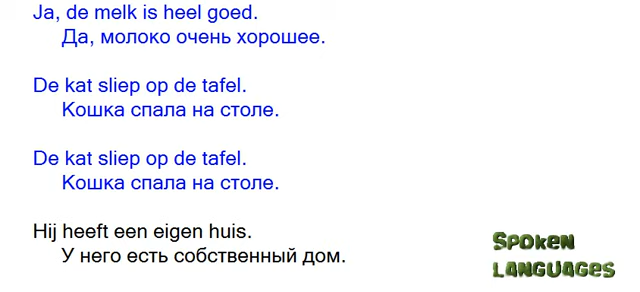 Ja, de melk is heel goed.
Да, молоко очень хорошее.
De kat sliep op de tafel.
Кошка спала на столе.
De kat sliep op de tafel.
Кошка спала на столе.
Hij heeft een eigen huis.
У него есть собственный дом.
SPOKEN
LANGUAGES